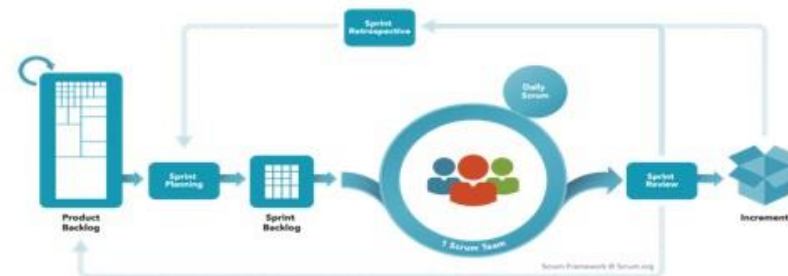 Sprint
Retrospective
Daily
Scrum
Product
Backlog
Sprint
Planning
Sprint
Backlog
1 Scrum Team
Sprint
Review
Increment
Scrum Framework © Scrum.org